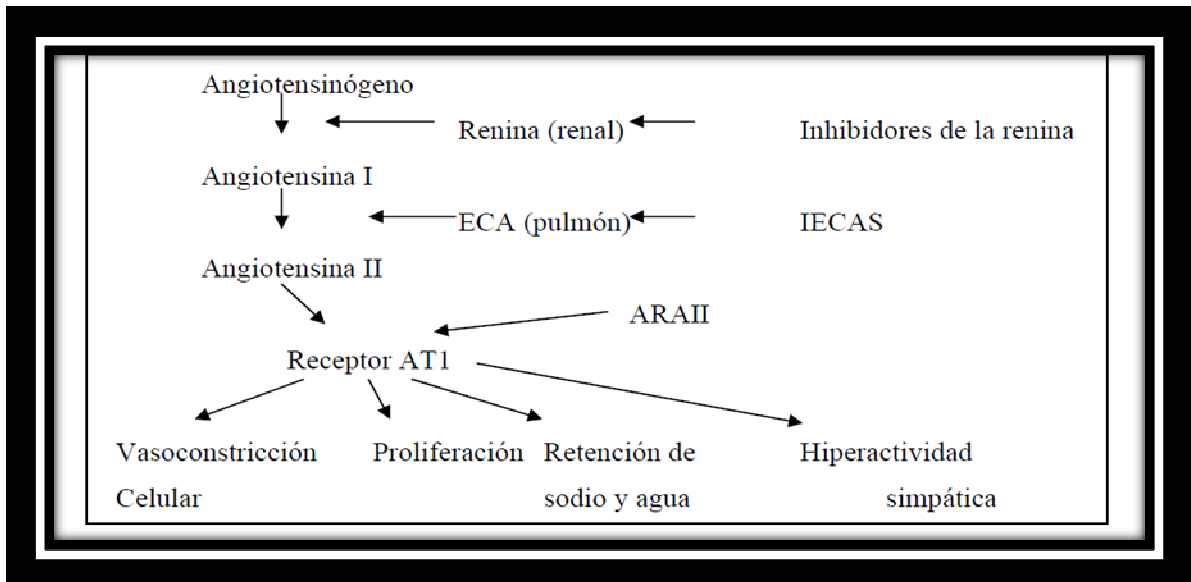 Angiotensinógeno
Renina (renal) Inhibidores de la renina
Angiotensina I
ECA (pulmón) IECAS
Angiotensina II
ARAII
Receptor AT1
Vasoconstricción Proliferación Retención de Hiperactividad
Celular sodio y agua simpática